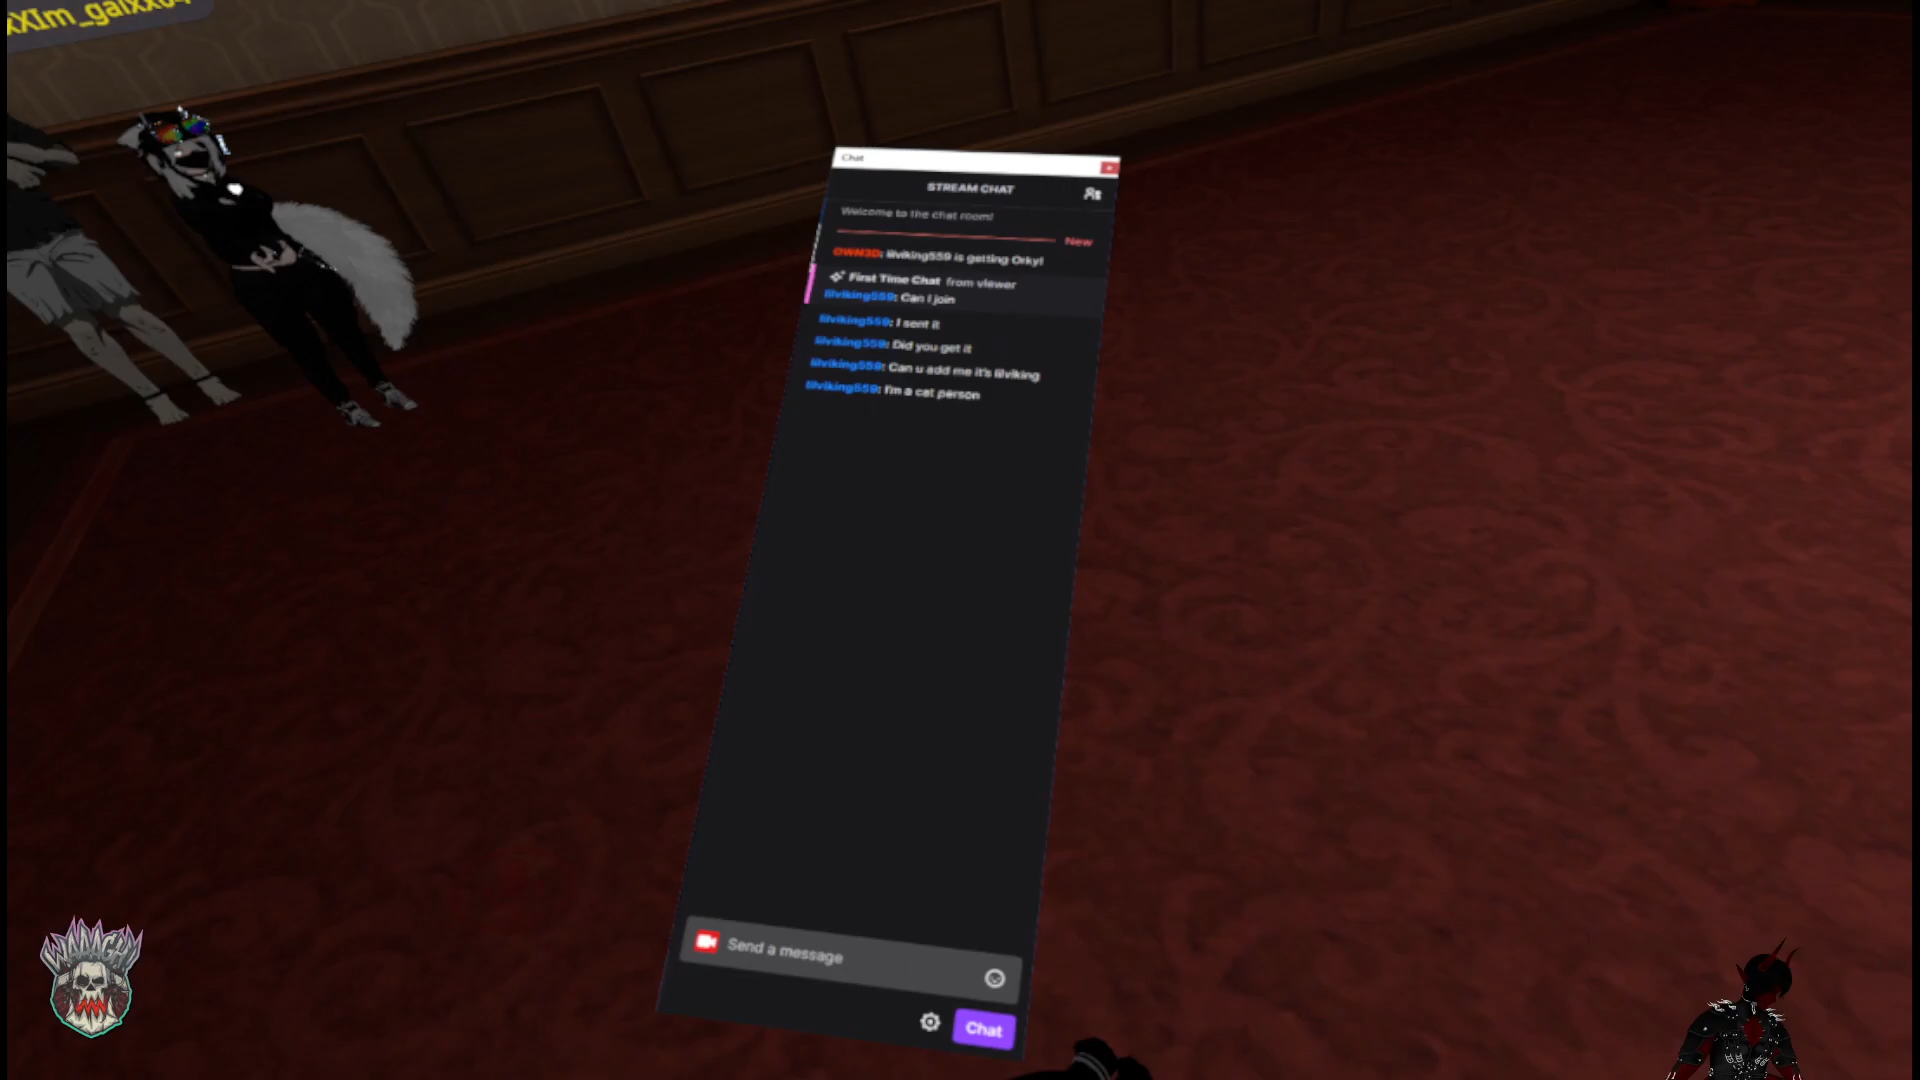 Chat
STREAM CHAT
Welcome to the chat room!
New
OWN3D: lilviking559 is getting Orky!
First Time Chat from viewer
lilviking559: Can I join
lilviking559: I sent it
lilviking559: Did you get it
lilviking559: Can u add me it's lilviking
lilviking559: I'm a cat person
Send a message
Chat
WAAAGH!